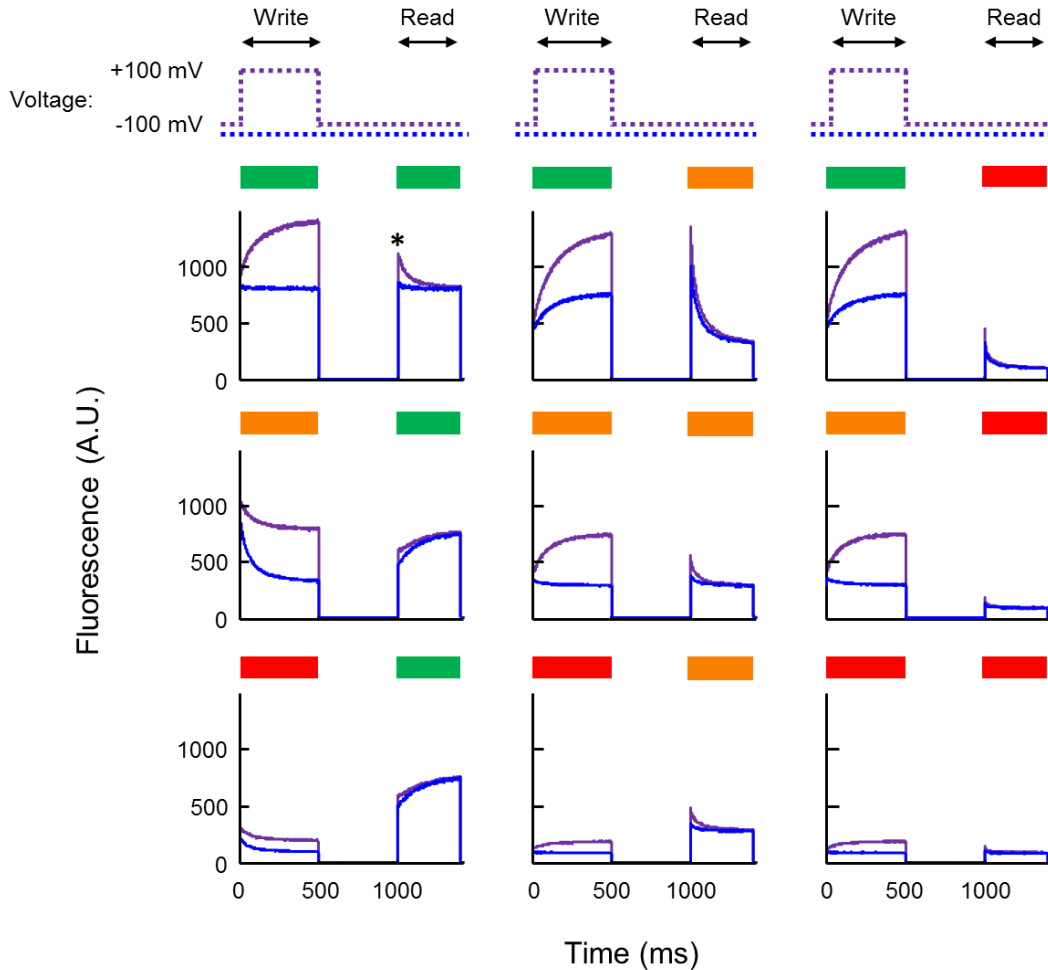 Write Read Write Read Write Read
+100 mV
Voltage:
-100 mV
*
1000
500
0
1000
500
0
Fluorescence (A.U.)
1000
500
0
0 500 1000 0 500 1000 0 500 1000
Time (ms)